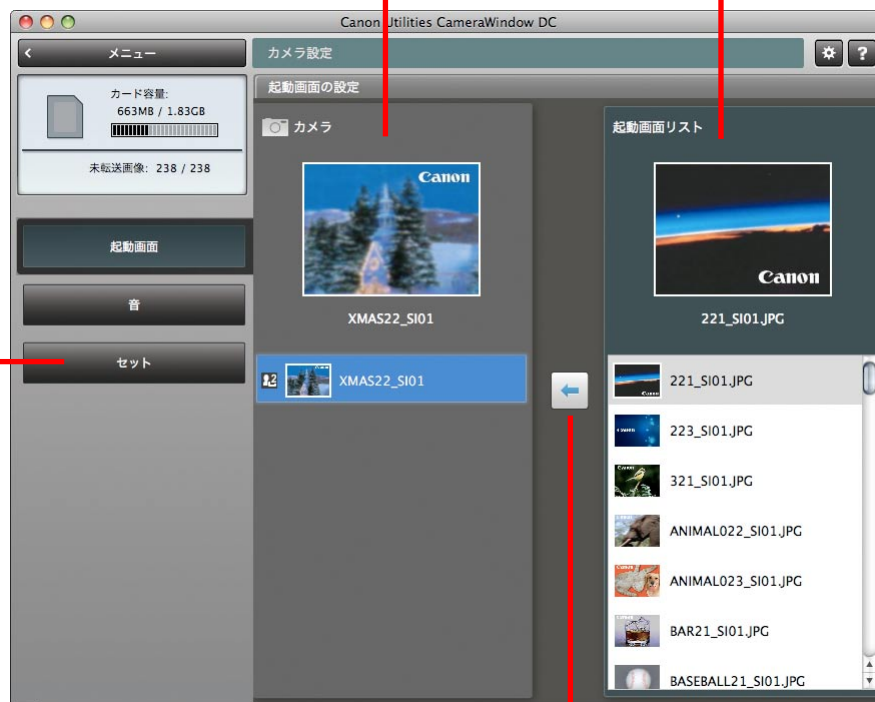 Canon Utilities CameraWindow DC
< メニュー
カード容量:
663MB / 1.83GB
未転送画像: 238 / 238
起動画面
音
セット
カメラ設定
?
起動画面の設定
カメラ
Canon
XMAS22_SI01
2
XMAS22_SI01
起動画面リスト
Canon
221_SI01.JPG
221_SI01.JPG
223_SI01.JPG
321_SI01.JPG
ANIMAL022_SI01.JPG
ANIMAL023_SI01.JPG
BAR21_SI01.JPG
BASEBALL21_SI01.JPG